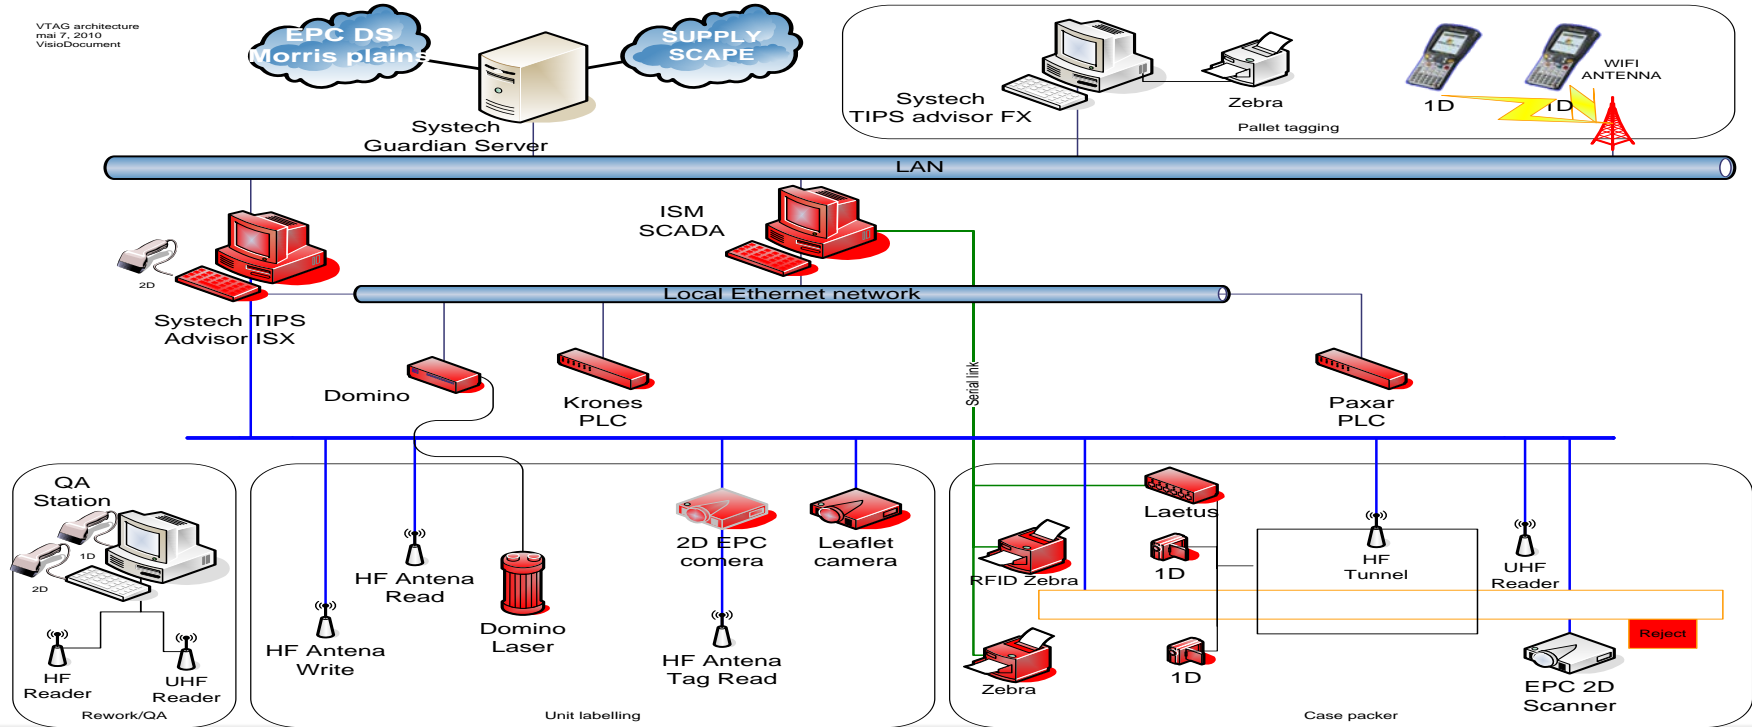 VTAG architecture
mai 7, 2010
VisioDocument
EPC DS
Morris plains
SUPPLY
SCAPE
Systech
Guardian Server
Systech
TIPS advisor FX
Zebra
1D
1D
WIFI
ANTENNA
Pallet tagging
LAN
ISM
SCADA
2D
Systech TIPS
Advisor ISX
Local Ethernet network
Domino
Krones
PLC
Serial link
Paxar
PLC
QA
Station
1D
2D
HF
Reader
UHF
Reader
Rework/QA
HF Antena
Write
HF Antena
Read
Domino
Laser
2D EPC
comera
HF Antena
Tag Read
Leaflet
camera
Unit labelling
Laetus
RFID Zebra
1D
HF
Tunnel
UHF
Reader
Reject
Zebra
1D
EPC 2D
Scanner
Case packer